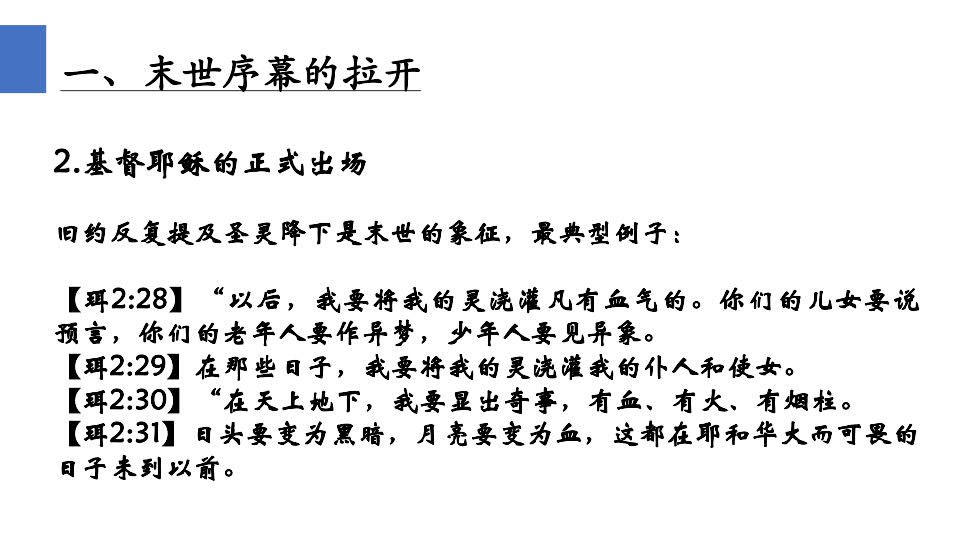 一、末世序幕的拉开
2.基督耶稣的正式出场
旧约反复提及圣灵降下是末世的象征，最典型例子：
【珥2:28】“以后，我要将我的灵浇灌凡有血气的。你们的儿女要说
预言，你们的老年人要作异梦，少年人要见异象。
【珥2:29】在那些日子，我要将我的灵浇灌我的仆人和使女。
【珥2:30】“在天上地下，我要显出奇事，有血、有火、有烟柱。
【珥2:31】日头要变为黑暗，月亮要变为血，这都在耶和华大而可畏的
日子未到以前。